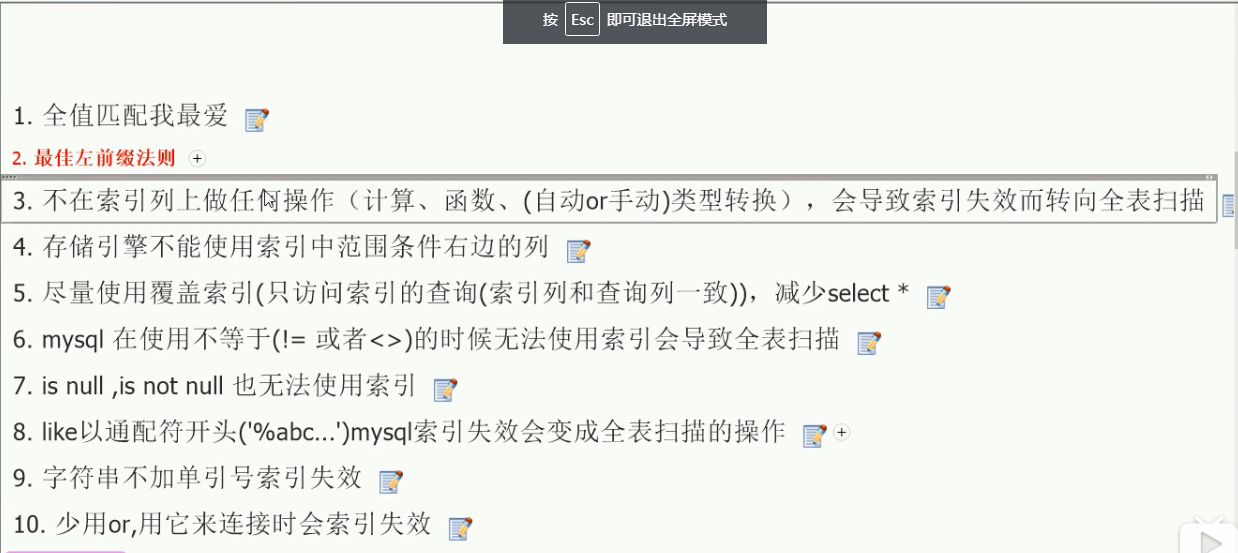 按 Esc 即可退出全屏模式
1. 全值匹配我最爱
2. 最佳左前缀法则
3. 不在索引列上做任何操作（计算、函数、(自动or手动)类型转换），会导致索引失效而转向全表扫描
4. 存储引擎不能使用索引中范围条件右边的列
5. 尽量使用覆盖索引(只访问索引的查询(索引列和查询列一致))，减少select *
6. mysql 在使用不等于(!= 或者<>)的时候无法使用索引会导致全表扫描
7. is null ,is not null 也无法使用索引
8. like以通配符开头('%abc...')mysql索引失效会变成全表扫描的操作
9. 字符串不加单引号索引失效
10. 少用or,用它来连接时会索引失效